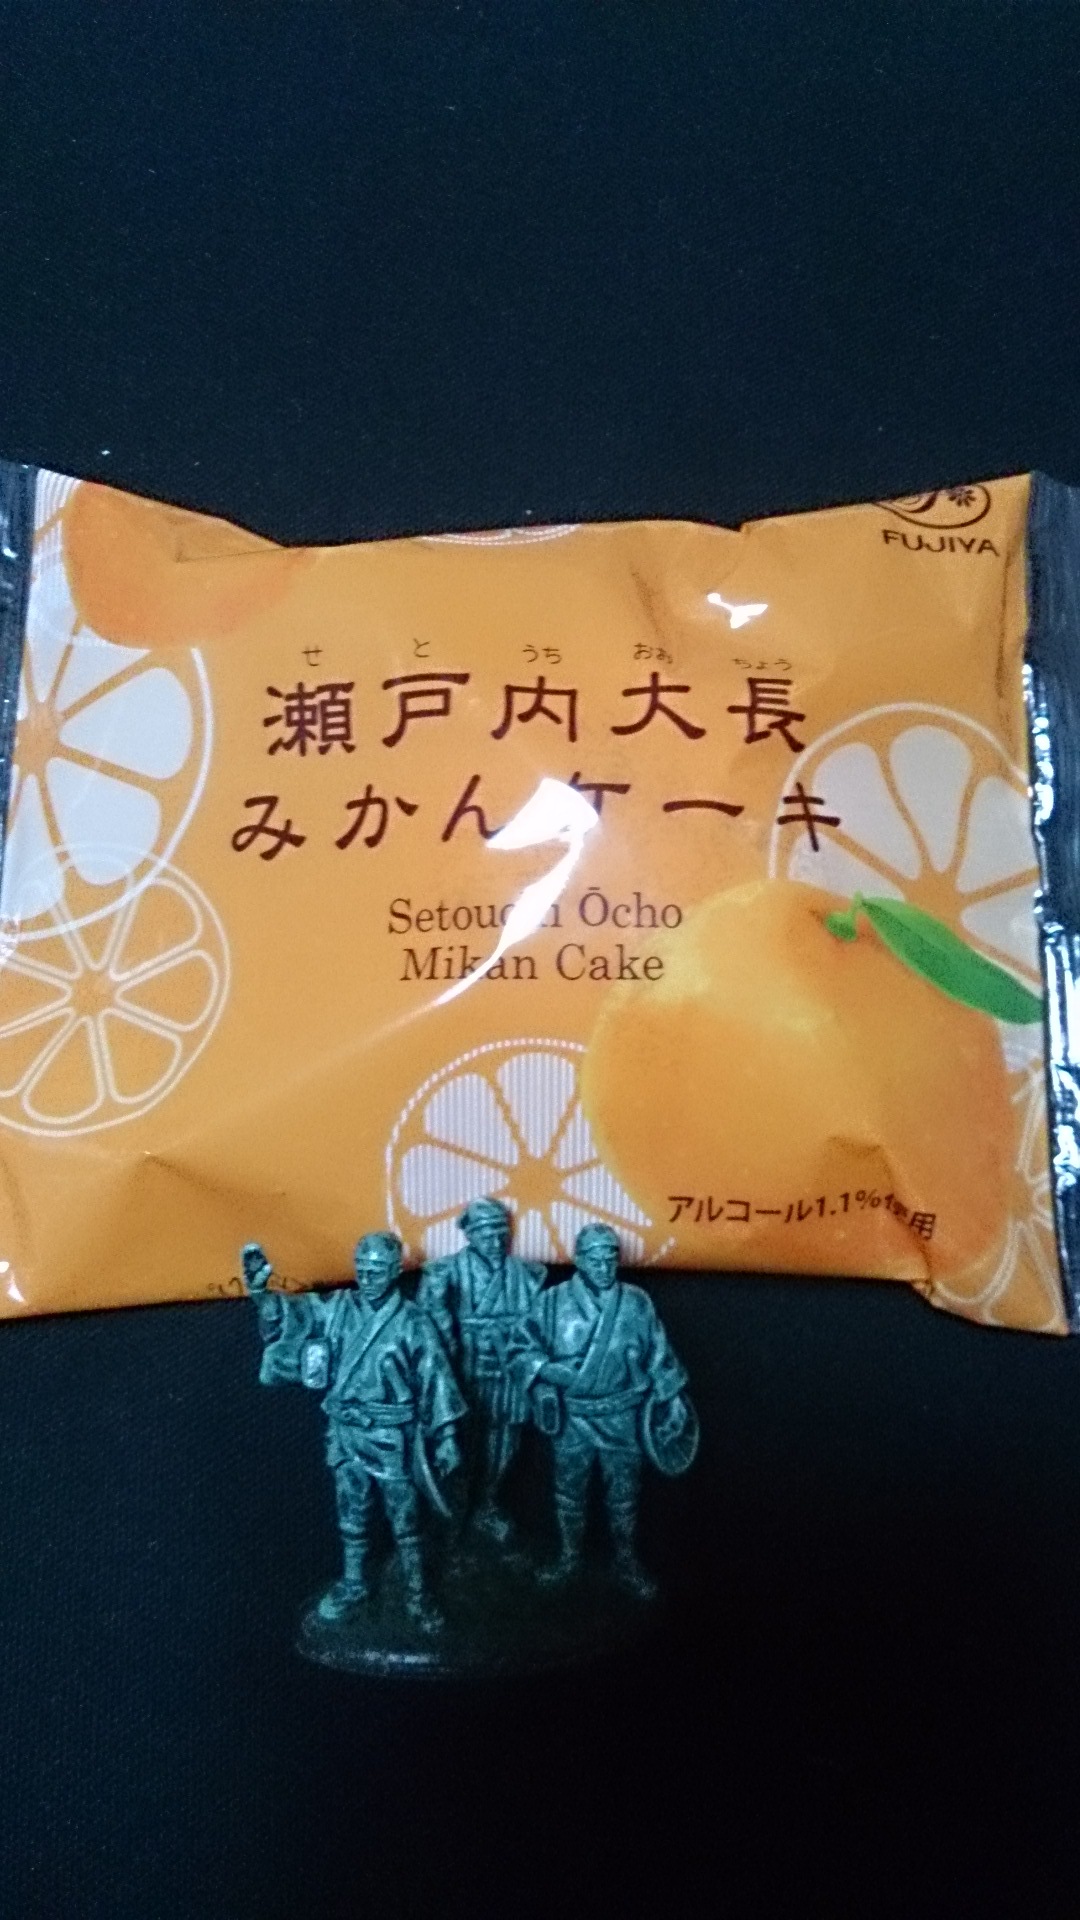 FUJIYA
せ と うち おお ちょう
瀬戸内大長
みかんケーキ
Setouchi Ōcho
Mikan Cake
アルコール1.1%使用